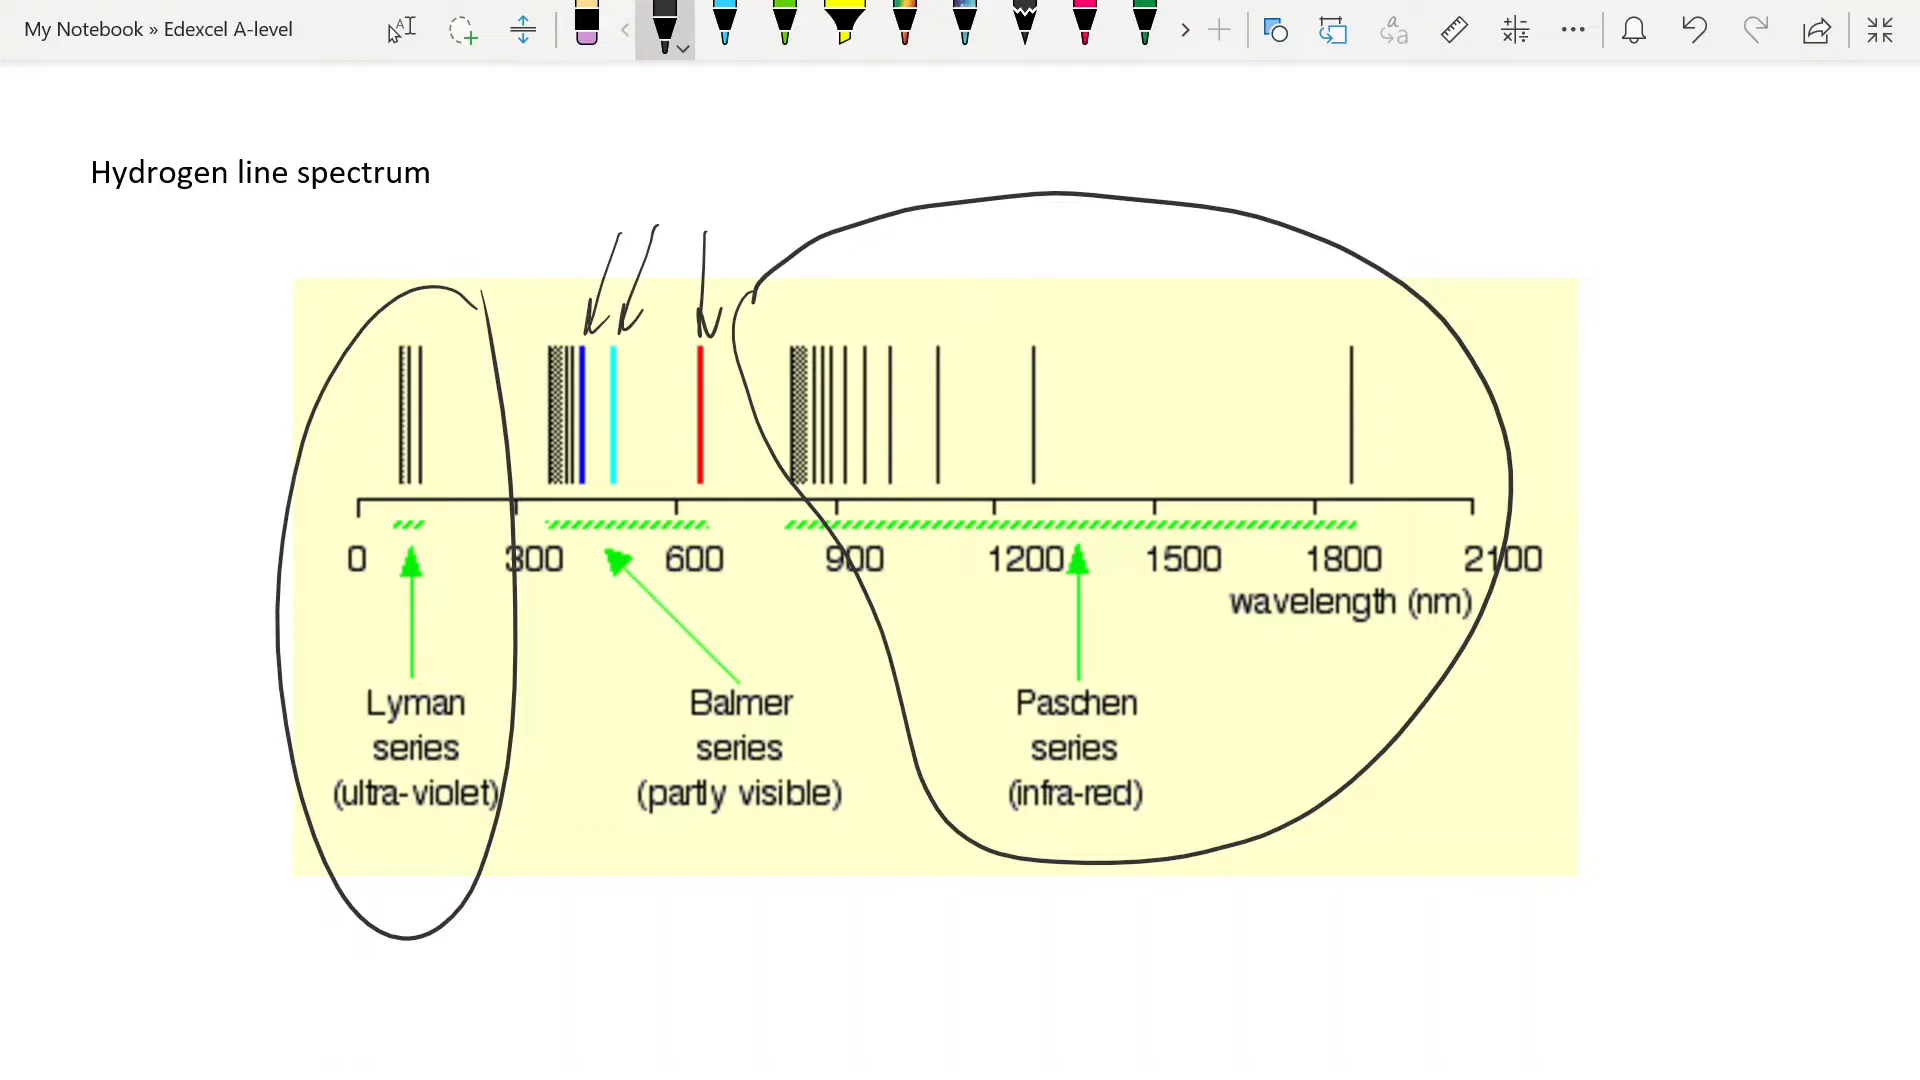 My Notebook » Edexcel A-level
Hydrogen line spectrum
0 300 600 900 1200 1500 1800 2100
wavelength (nm)
Lyman
series
(ultra-violet)
Balmer
series
(partly visible)
Paschen
series
(infra-red)